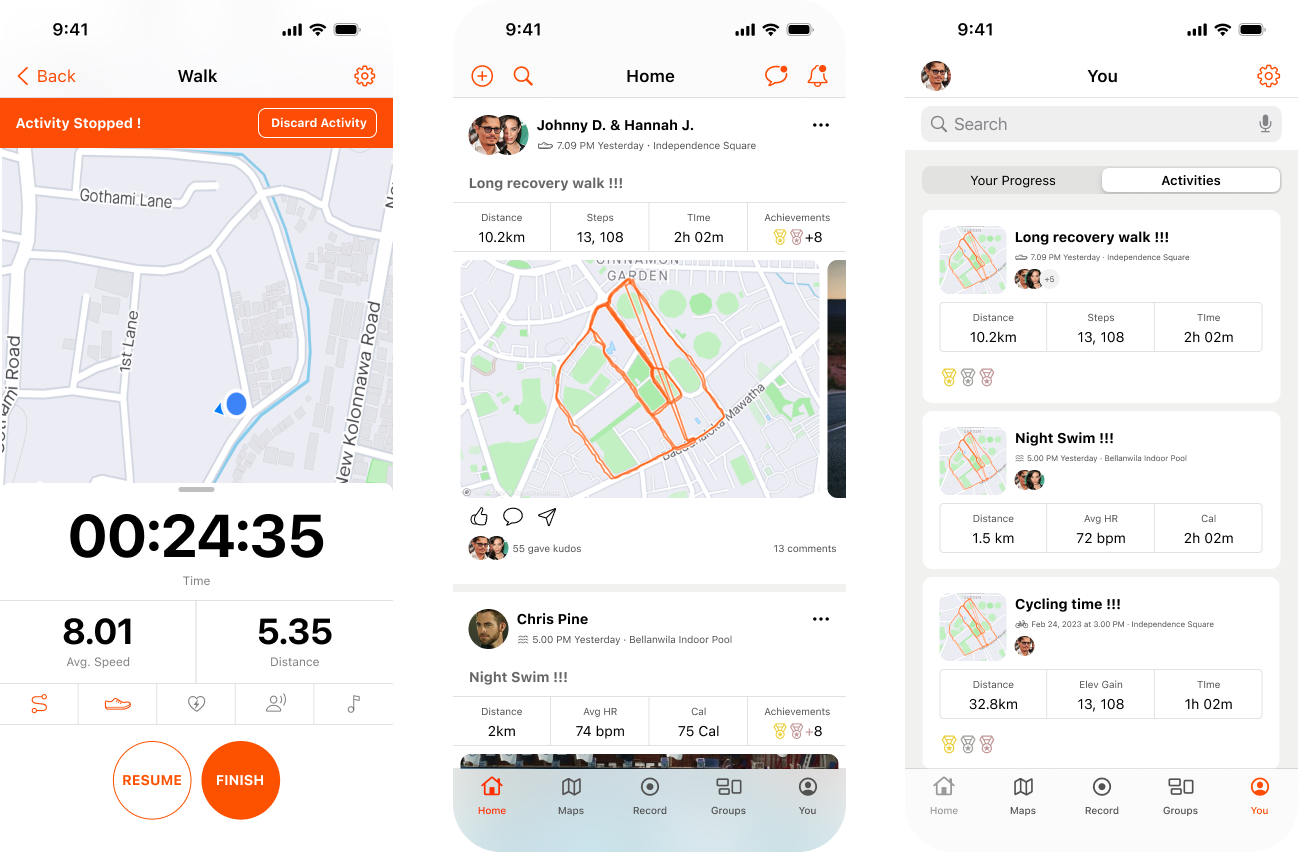 9:41
Back
Walk
Activity Stopped !
Discard Activity
Gothami Lane
1st Lane
New Kolonnawa Road
00:24:35
Time
8.01
Avg. Speed
5.35
Distance
RESUME
FINISH
9:41
Home
Johnny D. & Hannah J.
7.09 PM Yesterday · Independence Square
Long recovery walk !!!
Distance
Steps
TIme
Achievements
10.2km
13, 108
2h 02m
+8
CINNAMON
GARDEN
Mawatha
55 gave kudos
13 comments
Chris Pine
5.00 PM Yesterday · Bellanwila Indoor Pool
Night Swim !!!
Distance
Avg HR
Cal
Achievements
2km
74 bpm
75 Cal
+8
Home
Maps
Record
Groups
You
9:41
You
Search
Your Progress
Activities
Long recovery walk !!!
7.09 PM Yesterday · Independence Square
+5
Distance
Steps
TIme
10.2km
13, 108
2h 02m
Night Swim !!!
5.00 PM Yesterday · Bellanwila Indoor Pool
Distance
Avg HR
Cal
1.5 km
72 bpm
2h 02m
Cycling time !!!
Feb 24, 2023 at 3.00 PM · Independence Square
Distance
Elev Gain
TIme
32.8km
13, 108
1h 02m
Home
Maps
Record
Groups
You